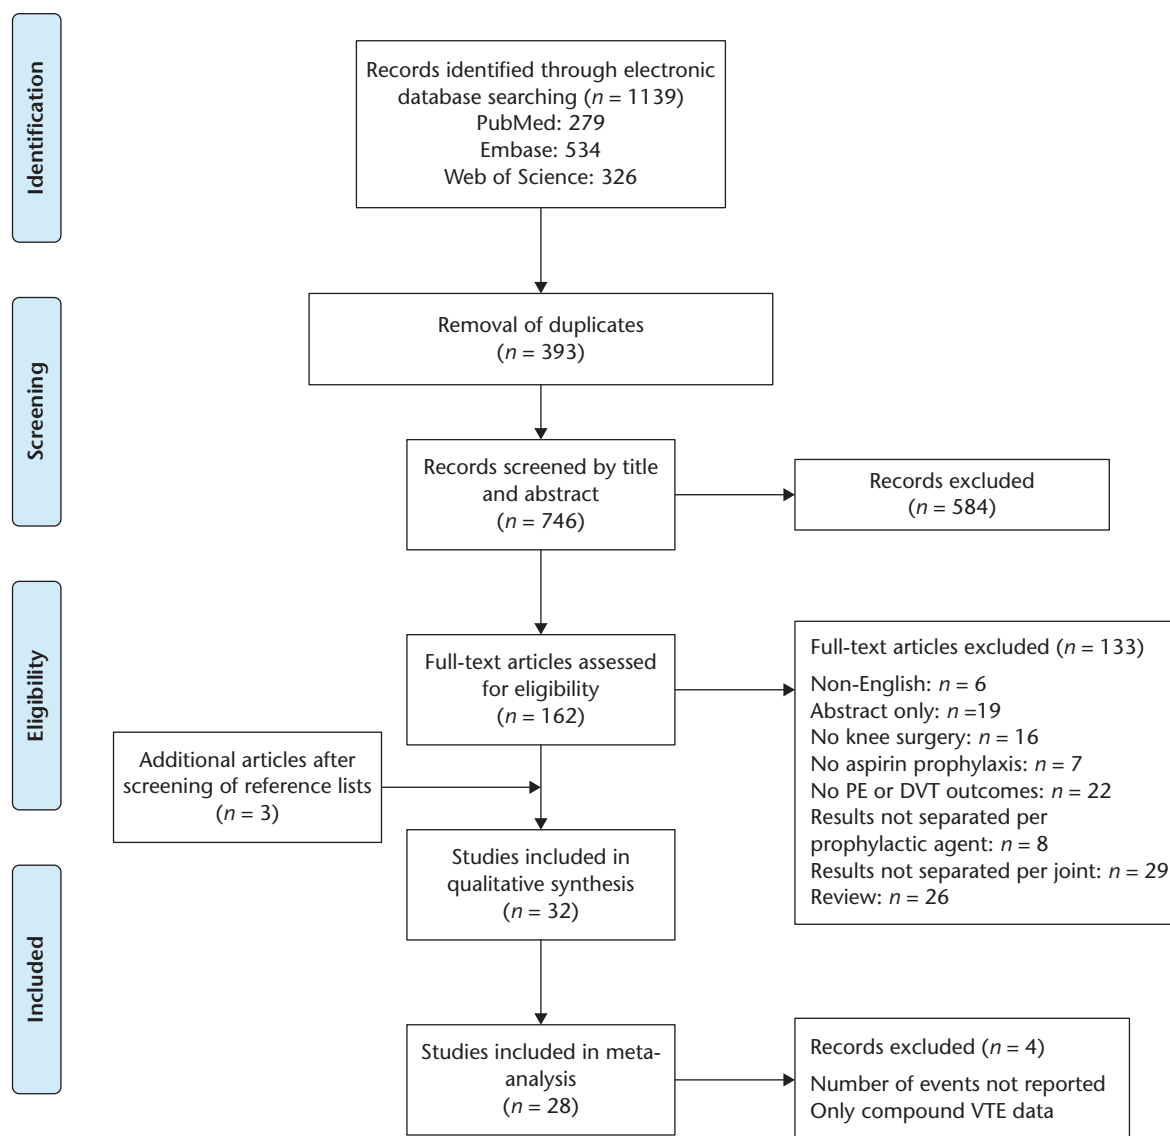 Identification
Records identified through electronic
database searching (n = 1139)
PubMed: 279
Embase: 534
Web of Science: 326
Screening
Removal of duplicates
(n = 393)
Records screened by title
and abstract
(n = 746)
Records excluded
(n = 584)
Eligibility
Full-text articles assessed
for eligibility
(n = 162)
Full-text articles excluded (n = 133)
Non-English: n = 6
Abstract only: n =19
No knee surgery: n = 16
No aspirin prophylaxis: n = 7
No PE or DVT outcomes: n = 22
Results not separated per
prophylactic agent: n = 8
Results not separated per joint: n = 29
Review: n = 26
Additional articles after
screening of reference lists
(n = 3)
Included
Studies included in
qualitative synthesis
(n = 32)
Studies included in meta-
analysis
(n = 28)
Records excluded (n = 4)
Number of events not reported
Only compound VTE data